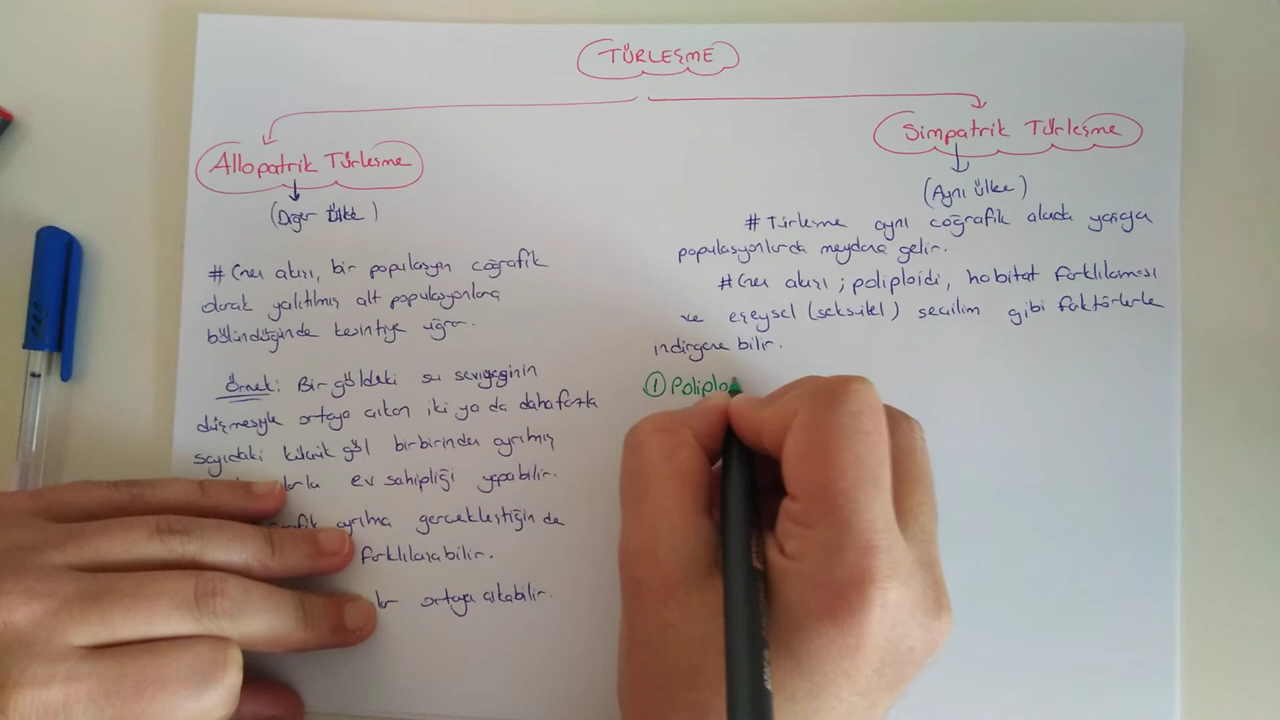 TÜRLEŞME
Allopatrik Türleşme
(Diğer Ülke)
# Gen akışı, bir populasyon coğrafik
olarak yalıtılmış alt populasyonlara
bölündüğünde kesintiye uğrar.
Örnek: Bir göldeki su seviyesinin
düşmesiyle ortaya çıkan iki ya da daha fazla
sayıdaki küçük göl birbirinden ayrılmış
ev sahipliği yapabilir.
ayrılma gerçekleştiğinde
farklılaşabilir.
ortaya çıkabilir.
Simpatrik Türleşme
(Aynı Ülke)
# Türleşme aynı coğrafik alanda yaşayan
populasyonlarda meydana gelir.
# Gen akışı ; poliploidi, habitat farklılaşması
ve eşeysel (seksüel) seçilim gibi faktörlerle
indirgenebilir.
① Poliplo